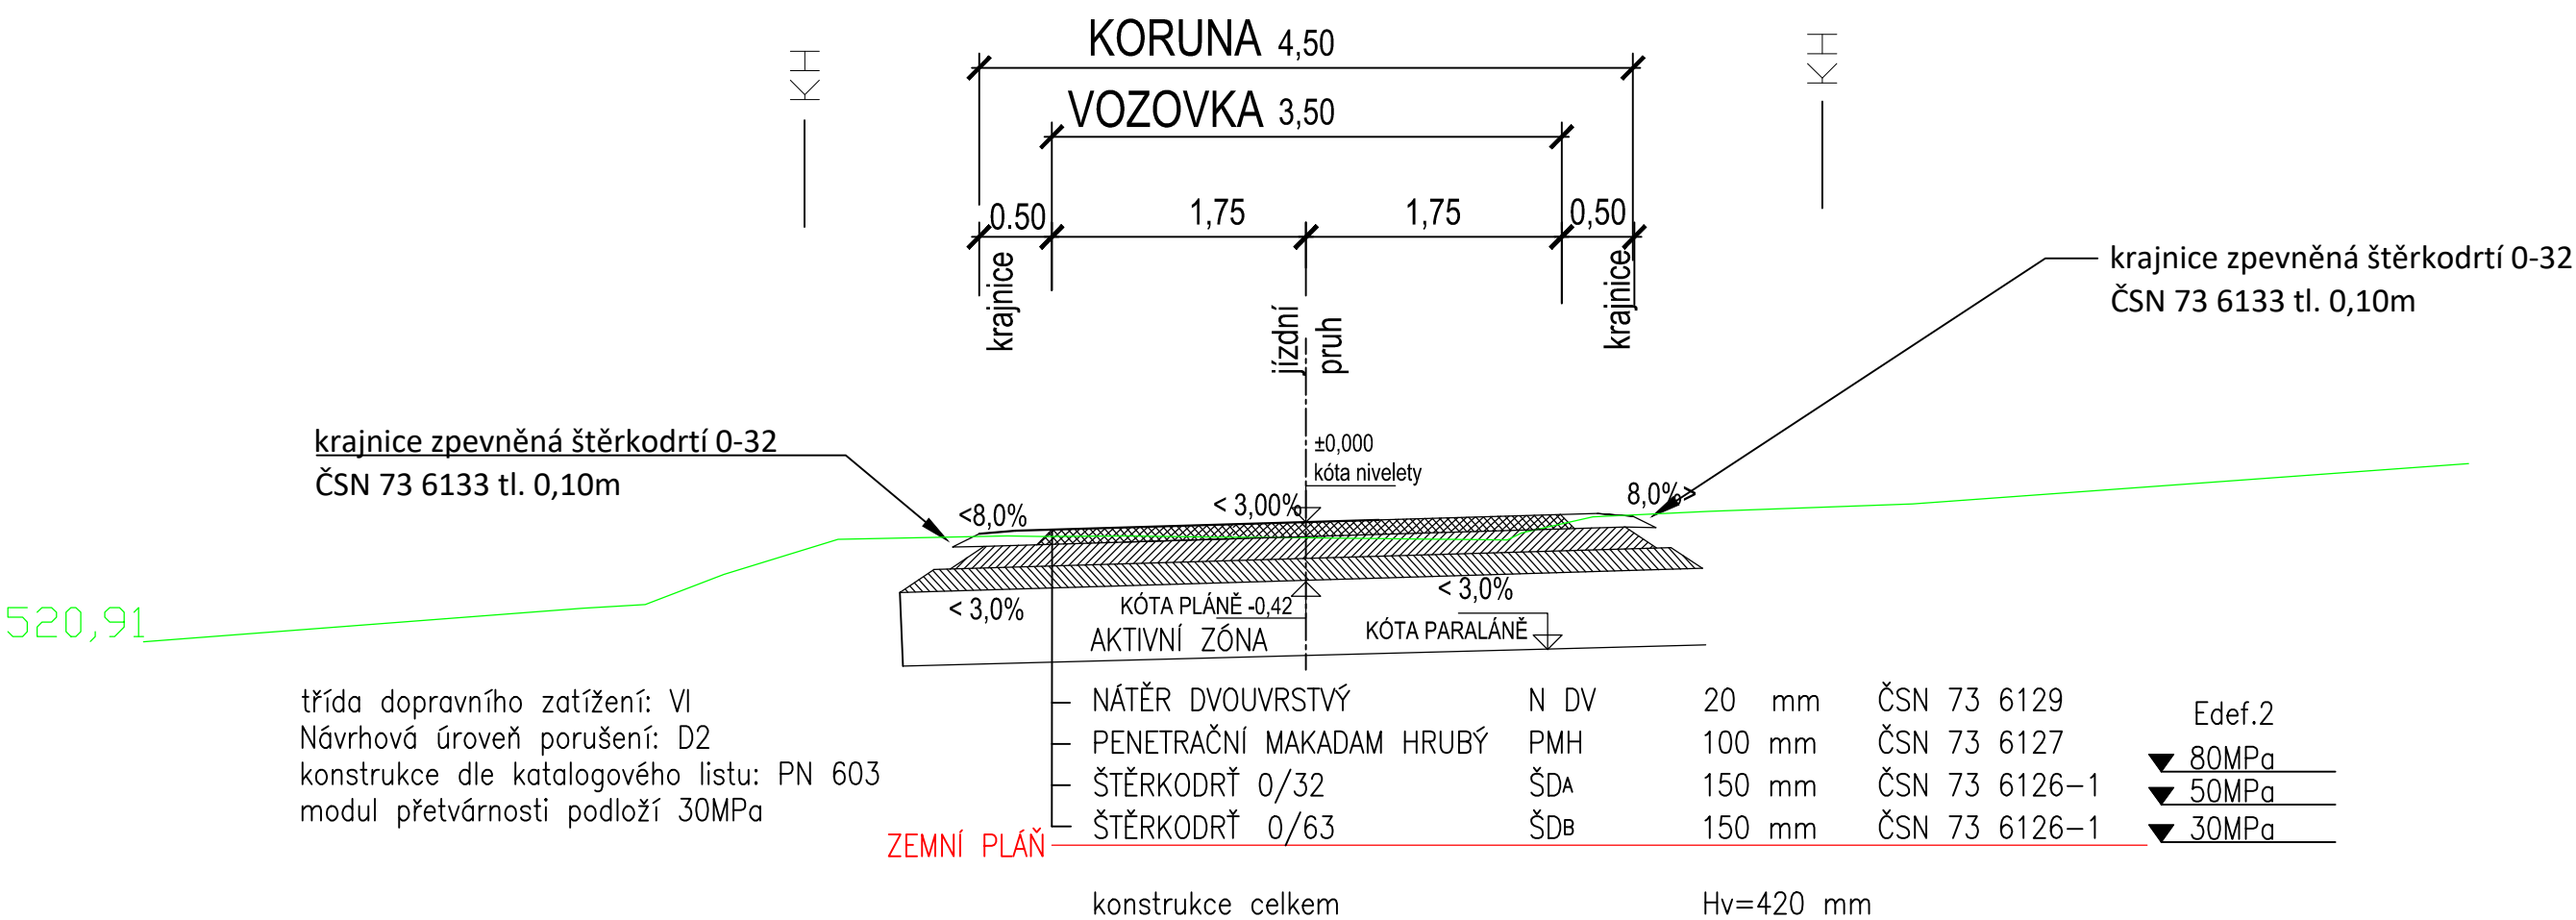 KORUNA 4,50
KH
KH
VOZOVKA 3,50
0.50
1,75
1,75
0,50
krajnice
jízdní
pruh
krajnice
krajnice zpevněná štěrkodrtí 0-32
ČSN 73 6133 tl. 0,10m
krajnice zpevněná štěrkodrtí 0-32
ČSN 73 6133 tl. 0,10m
±0,000
kóta nivelety
<8,0%
< 3,00%
8,0%>
< 3,0%
< 3,0%
KÓTA PLÁNĚ -0,42
KÓTA PARALÁNĚ
AKTIVNÍ ZÓNA
520,91
třída dopravního zatížení: VI
Návrhová úroveň porušení: D2
konstrukce dle katalogového listu: PN 603
modul přetvárnosti podloží 30MPa
NÁTĚR DVOUVRSTVÝ N DV 20 mm ČSN 73 6129
PENETRAČNÍ MAKADAM HRUBÝ PMH 100 mm ČSN 73 6127
ŠTĚRKODRŤ 0/32 ŠDA 150 mm ČSN 73 6126-1
ŠTĚRKODRŤ 0/63 ŠDB 150 mm ČSN 73 6126-1
Edef.2
80MPa
50MPa
30MPa
ZEMNÍ PLÁŇ
konstrukce celkem Hv=420 mm